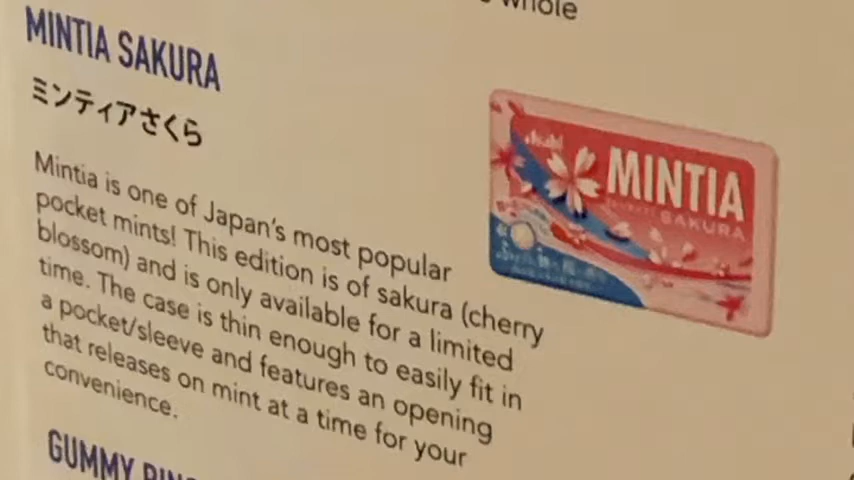 whole
MINTIA SAKURA
ミンティアさくら
Mintia is one of Japan's most popular
pocket mints! This edition is of sakura (cherry
blossom) and is only available for a limited
time. The case is thin enough to easily fit in
a pocket/sleeve and features an opening
that releases on mint at a time for your
convenience.
Asahi
MINTIA
SAKURA
GUMMY